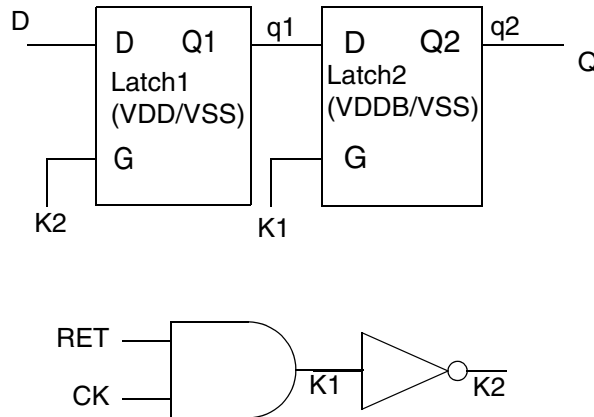 D q1 q2
D Q1 D Q2 Q
Latch1 Latch2
(VDD/VSS) (VDDB/VSS)
G G
K2 K1
RET
K1 K2
CK